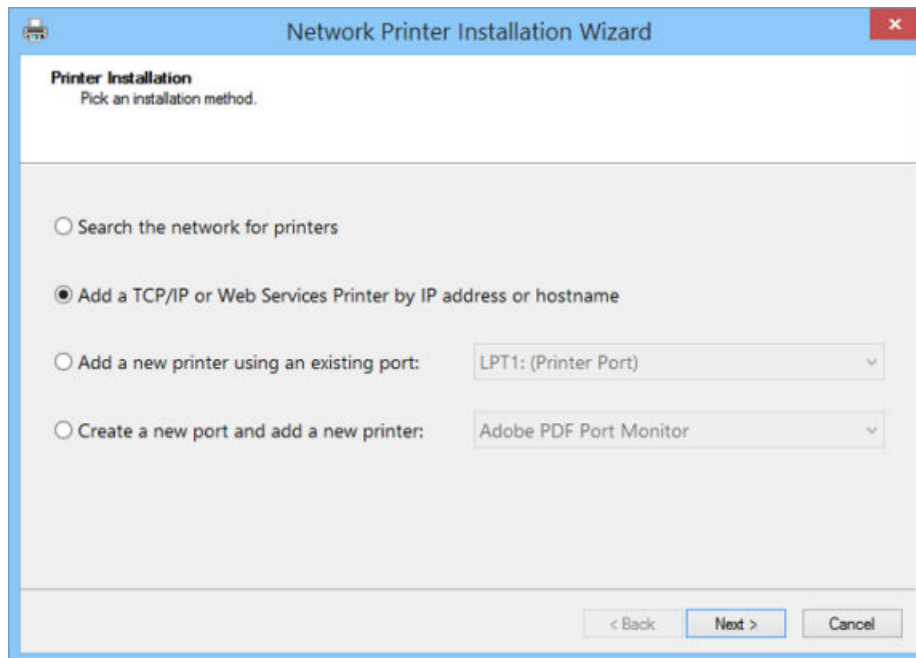 Network Printer Installation Wizard
Printer Installation
Pick an installation method.
Search the network for printers
Add a TCP/IP or Web Services Printer by IP address or hostname
Add a new printer using an existing port: LPT1: (Printer Port)
Create a new port and add a new printer: Adobe PDF Port Monitor
< Back Next > Cancel